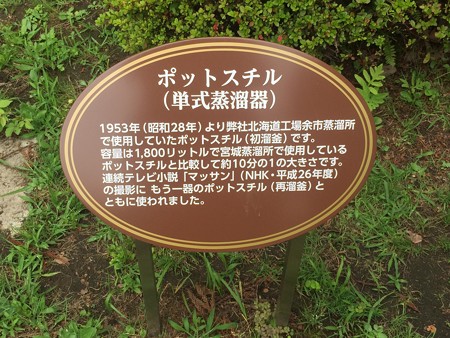 ポットスチル
（単式蒸溜器）
1953年（昭和28年）より弊社北海道工場余市蒸溜所
で使用していたポットスチル（初溜釜）です。
容量は1,800リットルで宮城蒸溜所で使用している
ポットスチルと比較して約10分の1の大きさです。
連続テレビ小説「マッサン」（NHK・平成26年度）
の撮影に もう一器のポットスチル（再溜釜）と
ともに使われました。